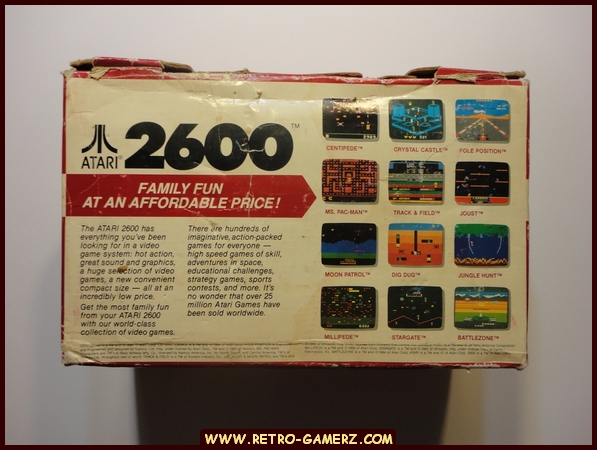 ATARI® 2600™
FAMILY FUN
AT AN AFFORDABLE PRICE!
The ATARI 2600 has
everything you've been
looking for in a video
game system: hot action,
great sound and graphics,
a huge selection of video
games, a new convenient
compact size — all at an
incredibly low price.
Get the most family fun
from your ATARI 2600
with our world-class
collection of video games.
There are hundreds of
imaginative, action-packed
games for everyone —
high speed games of skill,
adventures in space,
educational challenges,
strategy games, sports
contests, and more. It's
no wonder that over 25
million Atari Games have
been sold worldwide.
CENTIPEDE™
CRYSTAL CASTLE™
POLE POSITION™
MS. PAC-MAN™
TRACK & FIELD™
JOUST™
MOON PATROL™
DIG DUG™
JUNGLE HUNT™
MILLIPEDE™
STARGATE™
BATTLEZONE™
WWW.RETRO-GAMERZ.COM